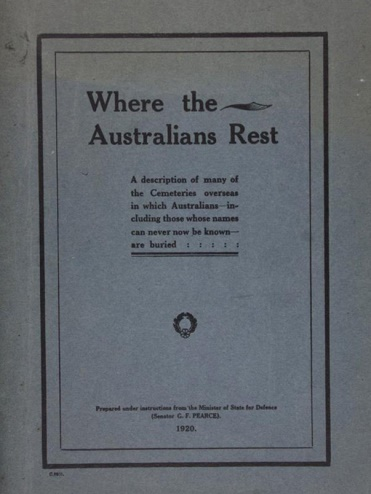 Where the
Australians Rest
A description of many of
the Cemeteries overseas
in which Australians—in-
cluding those whose names
can never now be known—
are buried : : : : :
Prepared under instructions from the Minister of State for Defence
(Senator G. F. PEARCE).
1920.